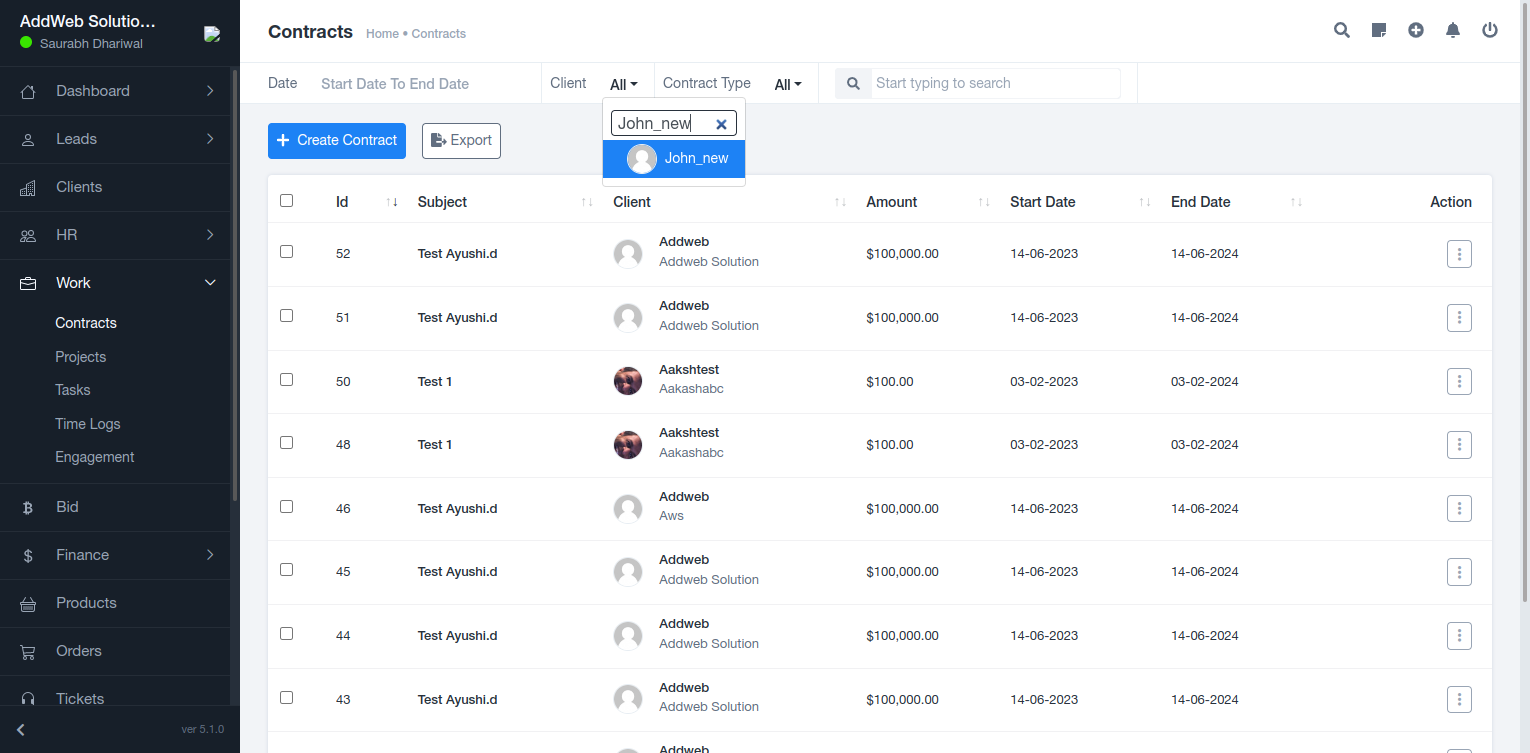 AddWeb Solutio...
Saurabh Dhariwal
Dashboard
Leads
Clients
HR
Work
Contracts
Projects
Tasks
Time Logs
Engagement
Bid
Finance
Products
Orders
Tickets
ver 5.1.0
Contracts Home • Contracts
Date Start Date To End Date Client All Contract Type All Start typing to search
John_new
John_new
Create Contract Export
Id Subject Client Amount Start Date End Date Action
52 Test Ayushi.d Addweb $100,000.00 14-06-2023 14-06-2024
Addweb Solution
51 Test Ayushi.d Addweb $100,000.00 14-06-2023 14-06-2024
Addweb Solution
50 Test 1 Aakshtest $100.00 03-02-2023 03-02-2024
Aakashabc
48 Test 1 Aakshtest $100.00 03-02-2023 03-02-2024
Aakashabc
46 Test Ayushi.d Addweb $100,000.00 14-06-2023 14-06-2024
Aws
45 Test Ayushi.d Addweb $100,000.00 14-06-2023 14-06-2024
Addweb Solution
44 Test Ayushi.d Addweb $100,000.00 14-06-2023 14-06-2024
Addweb Solution
43 Test Ayushi.d Addweb $100,000.00 14-06-2023 14-06-2024
Addweb Solution
Addweb